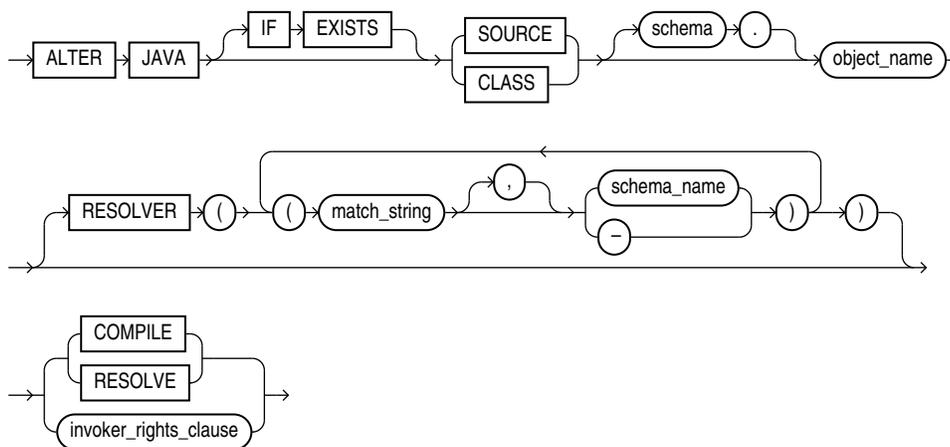 ALTER JAVA IF EXISTS SOURCE schema . object_name
CLASS
RESOLVER ( ( match_string , schema_name ) )
–
COMPILE
RESOLVE
invoker_rights_clause